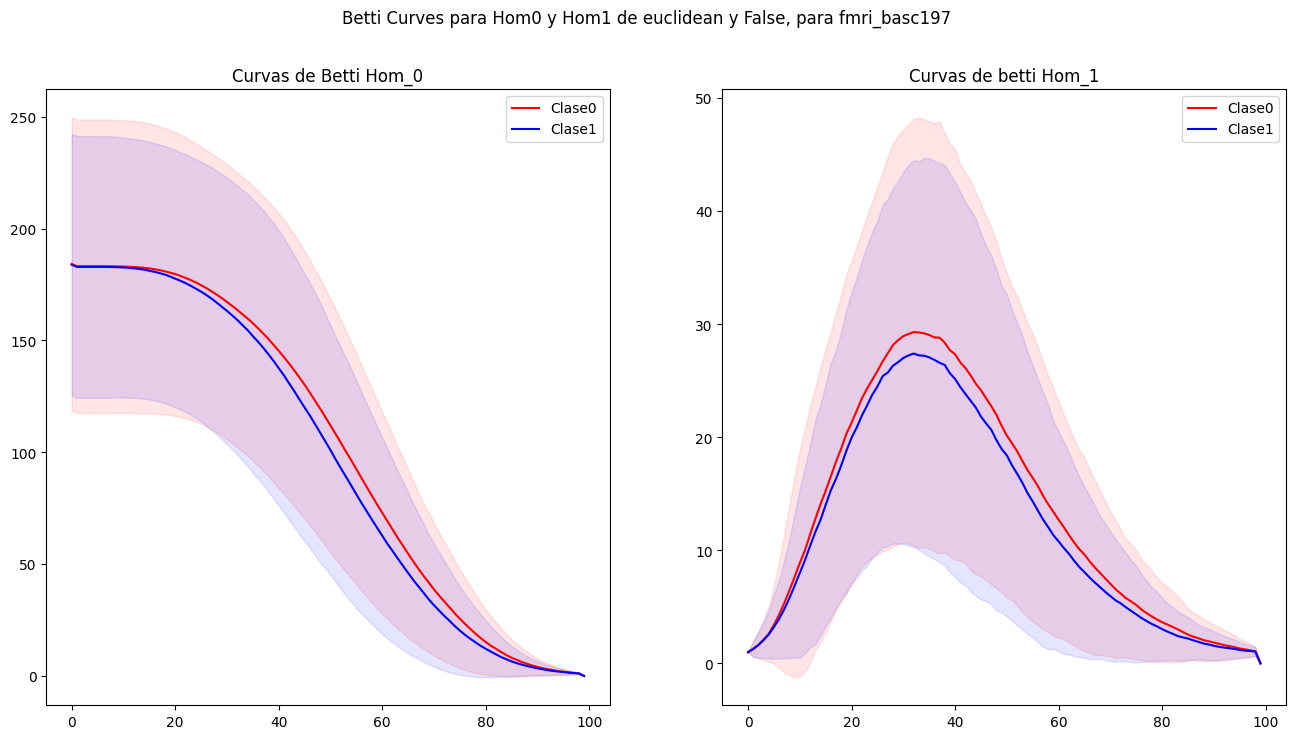 Betti Curves para Hom0 y Hom1 de euclidean y False, para fmri_basc197
Curvas de Betti Hom_0
Clase0
Clase1
250
200
150
100
50
0
0 20 40 60 80 100
Curvas de betti Hom_1
Clase0
Clase1
50
40
30
20
10
0
0 20 40 60 80 100